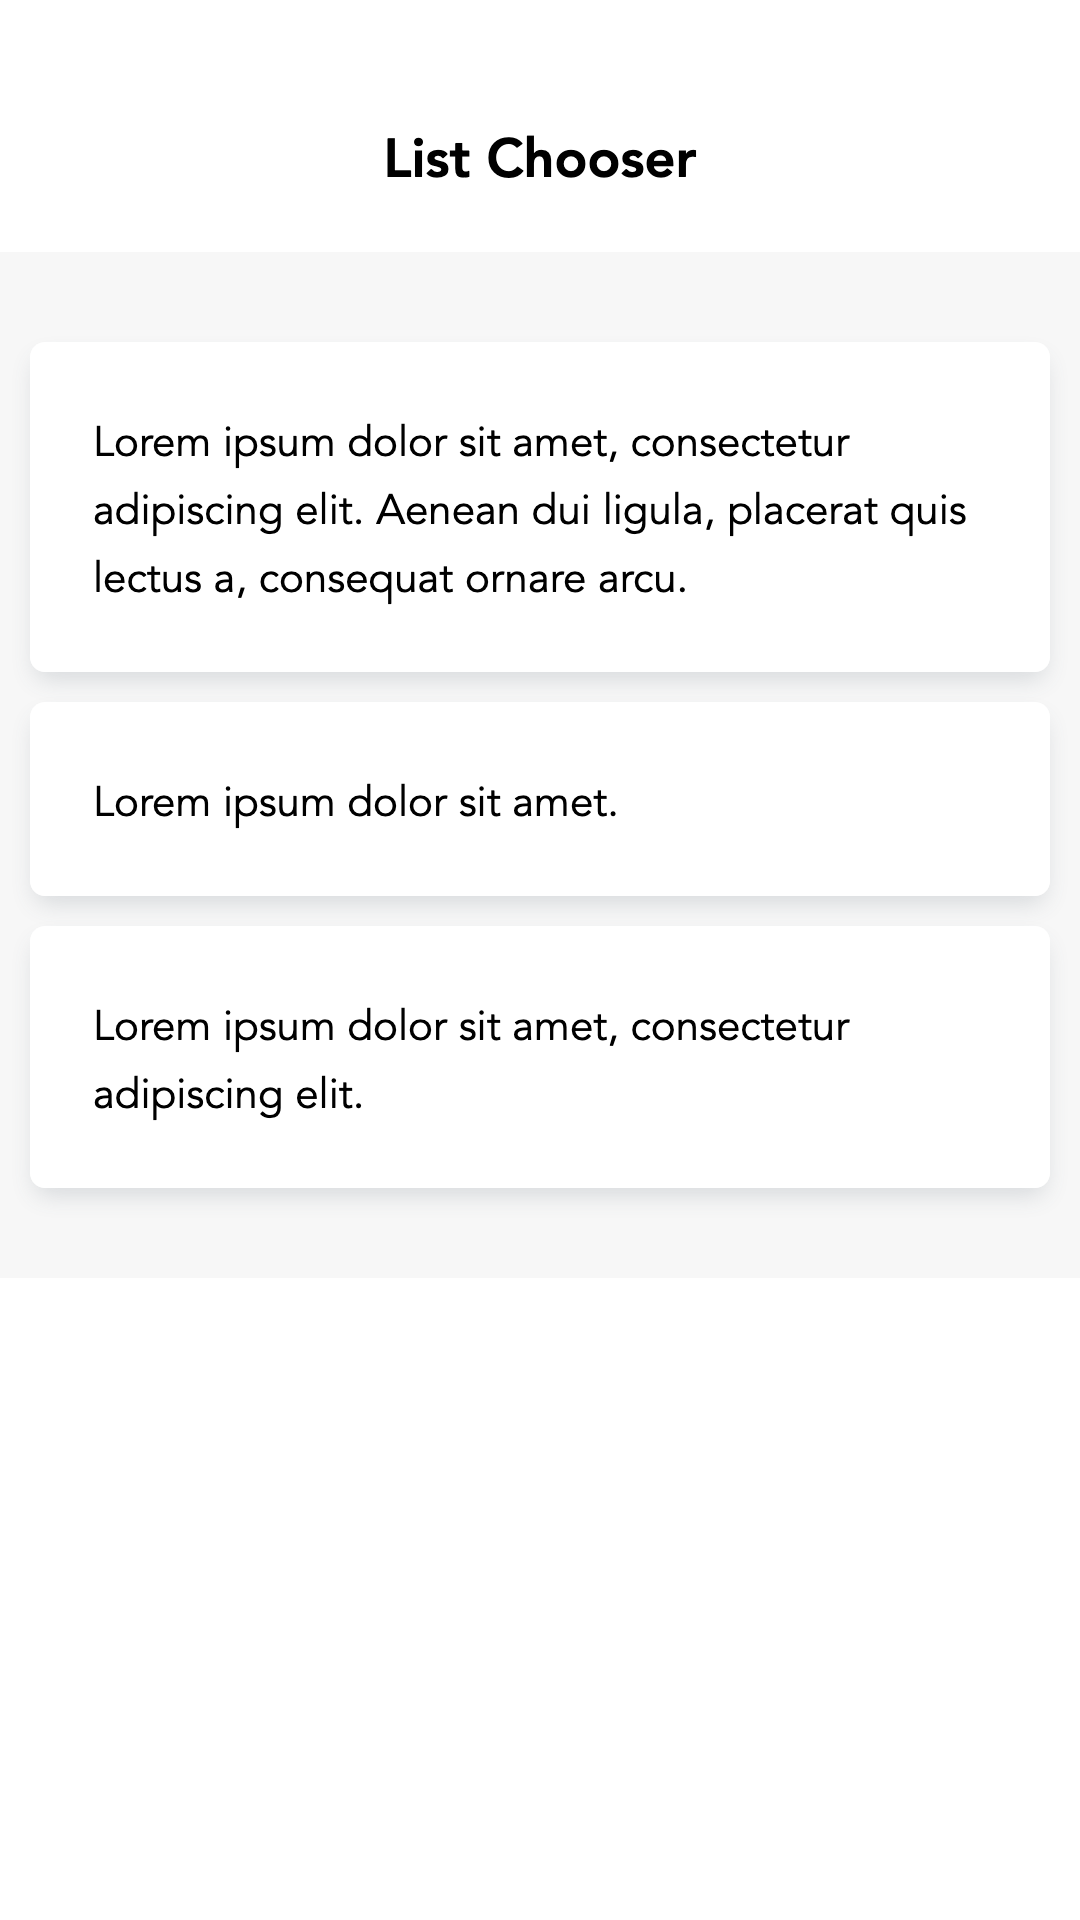 List Chooser
Lorem ipsum dolor sit amet, consectetur
adipiscing elit. Aenean dui ligula, placerat quis
lectus a, consequat ornare arcu.
Lorem ipsum dolor sit amet.
Lorem ipsum dolor sit amet, consectetur
adipiscing elit.